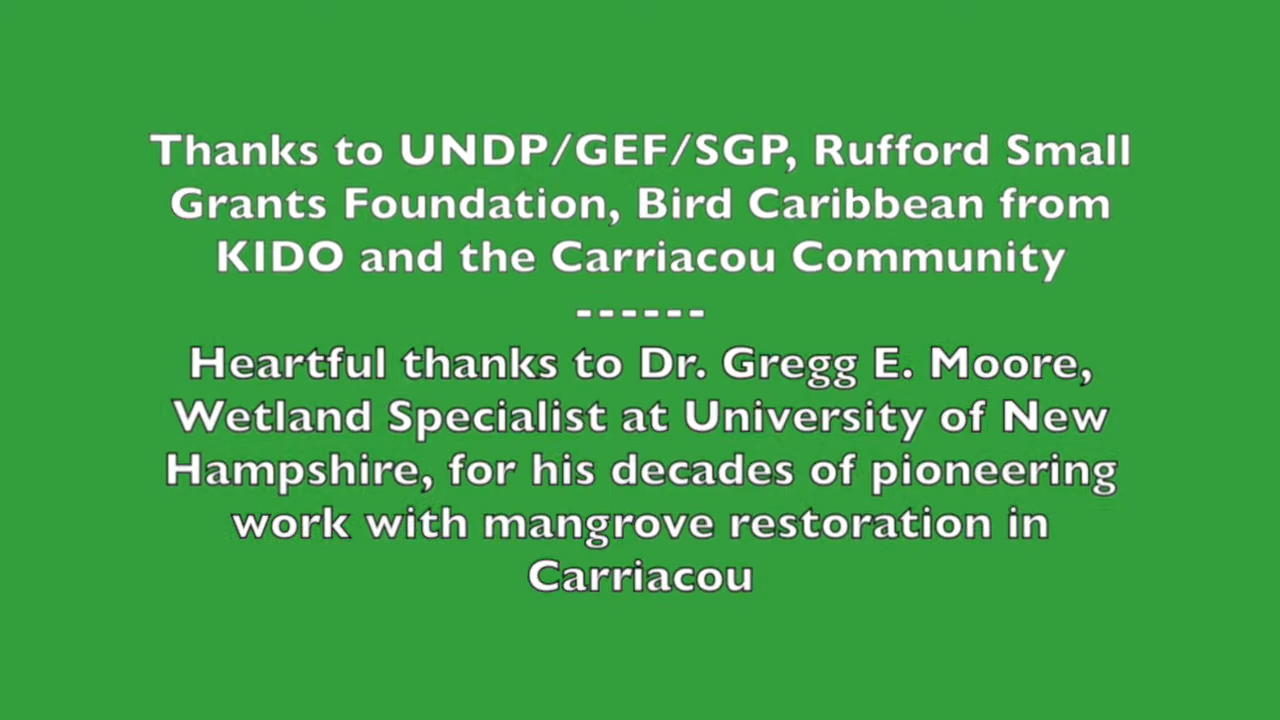 Thanks to UNDP/GEF/SGP, Rufford Small
Grants Foundation, Bird Caribbean from
KIDO and the Carriacou Community
------
Heartful thanks to Dr. Gregg E. Moore,
Wetland Specialist at University of New
Hampshire, for his decades of pioneering
work with mangrove restoration in
Carriacou